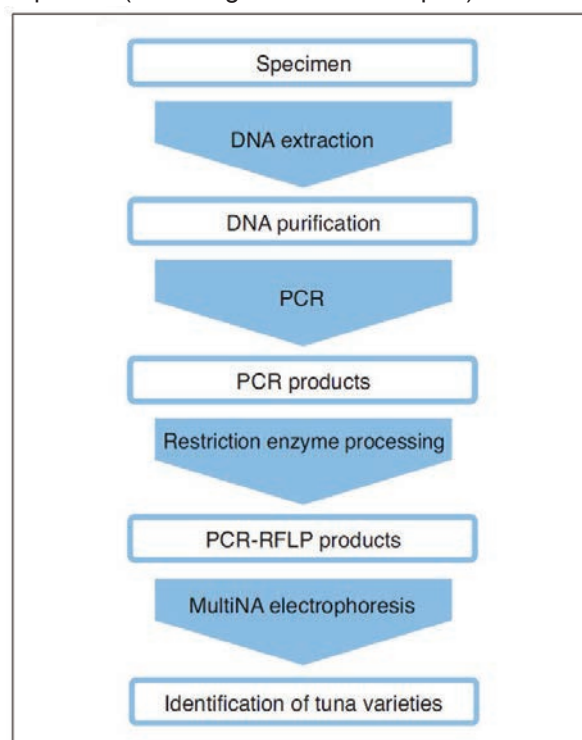 Specimen
DNA extraction
DNA purification
PCR
PCR products
Restriction enzyme processing
PCR-RFLP products
MultiNA electrophoresis
Identification of tuna varieties